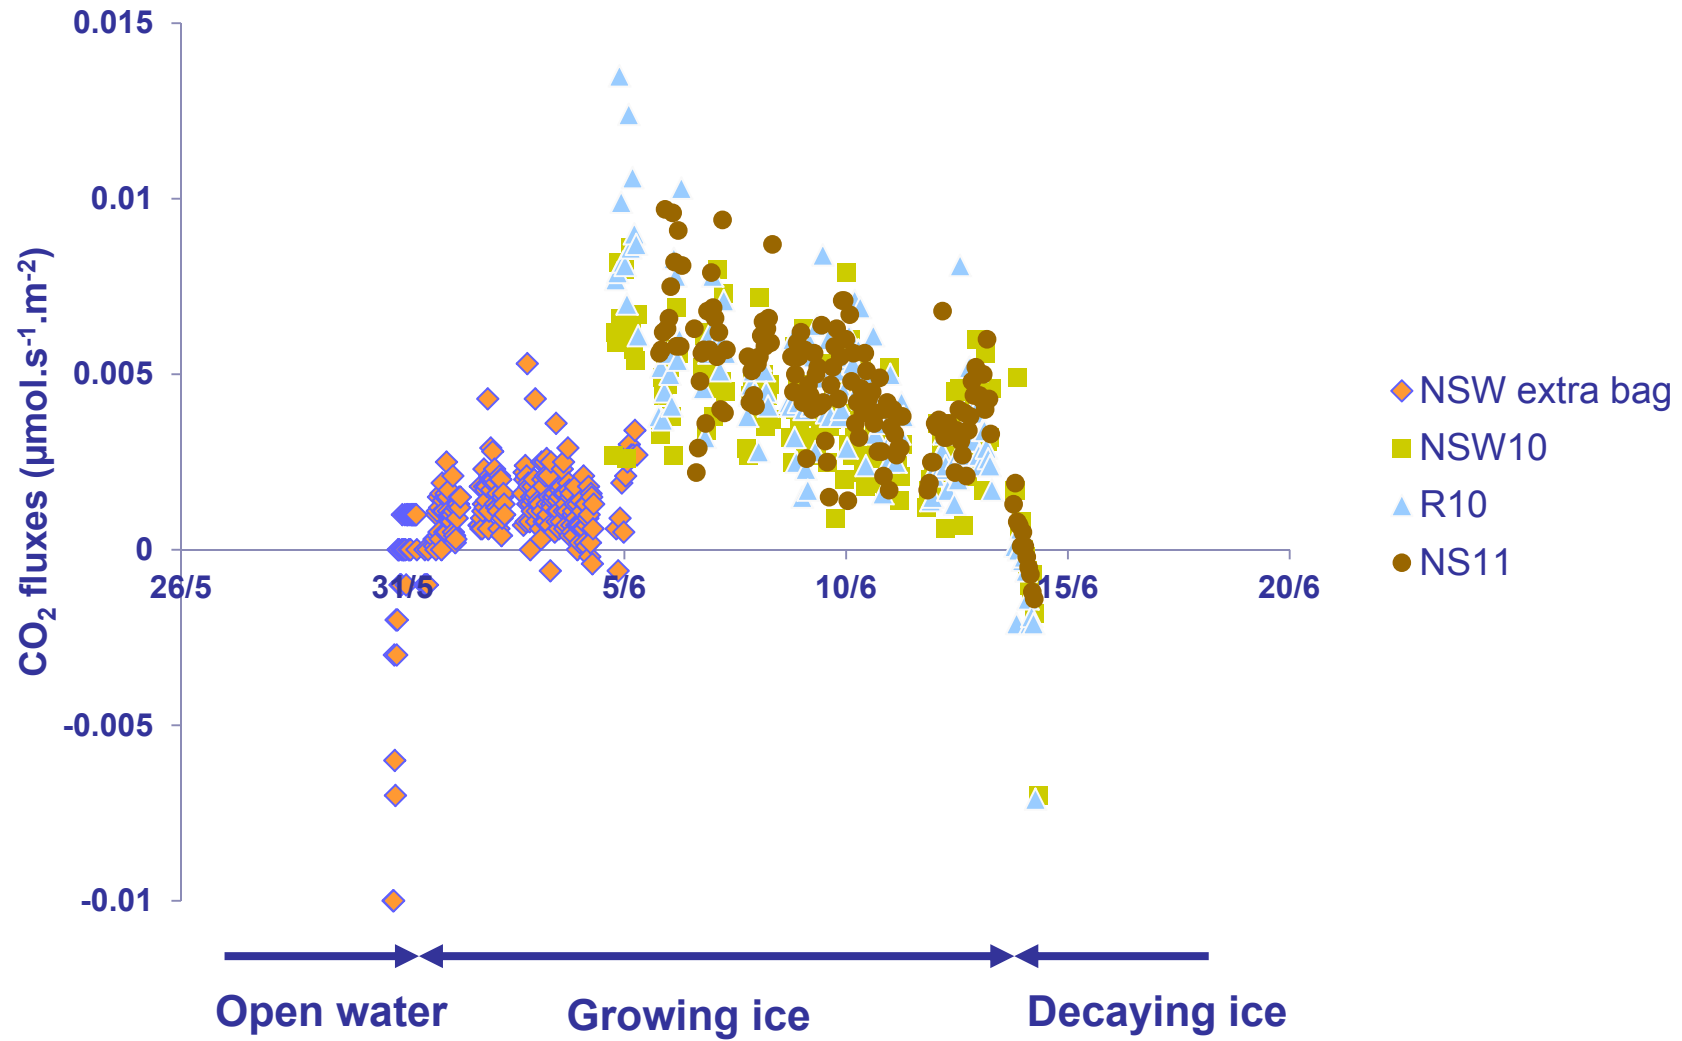 0.015
0.01
0.005
0
-0.005
-0.01
CO2 fluxes (µmol.s-1.m-2)
26/5 31/5 5/6 10/6 15/6 20/6
NSW extra bag
NSW10
R10
NS11
Open water Growing ice Decaying ice